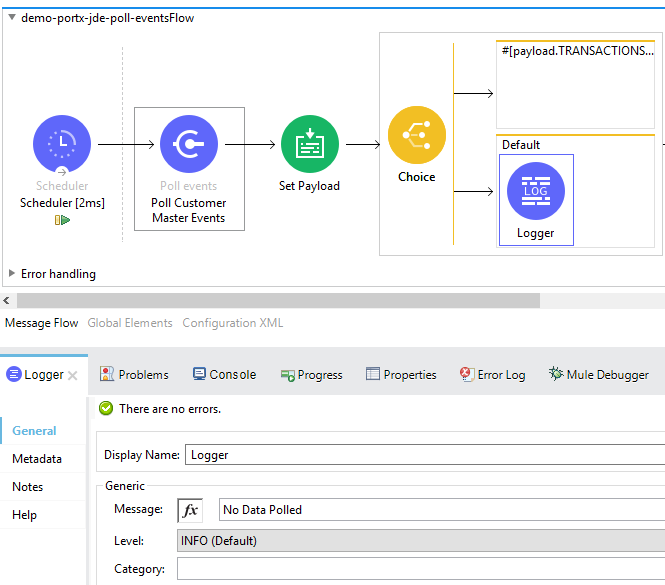 demo-portx-jde-poll-eventsFlow
#[payload.TRANSACTIONS...
Default
Scheduler
Scheduler [2ms]
Poll events
Poll Customer
Master Events
Set Payload
Choice
LOG
Logger
Error handling
Message Flow Global Elements Configuration XML
Logger Problems Console Progress Properties Error Log Mule Debugger
There are no errors.
General
Metadata
Notes
Help
Display Name: Logger
Generic
Message: fx No Data Polled
Level: INFO (Default)
Category: